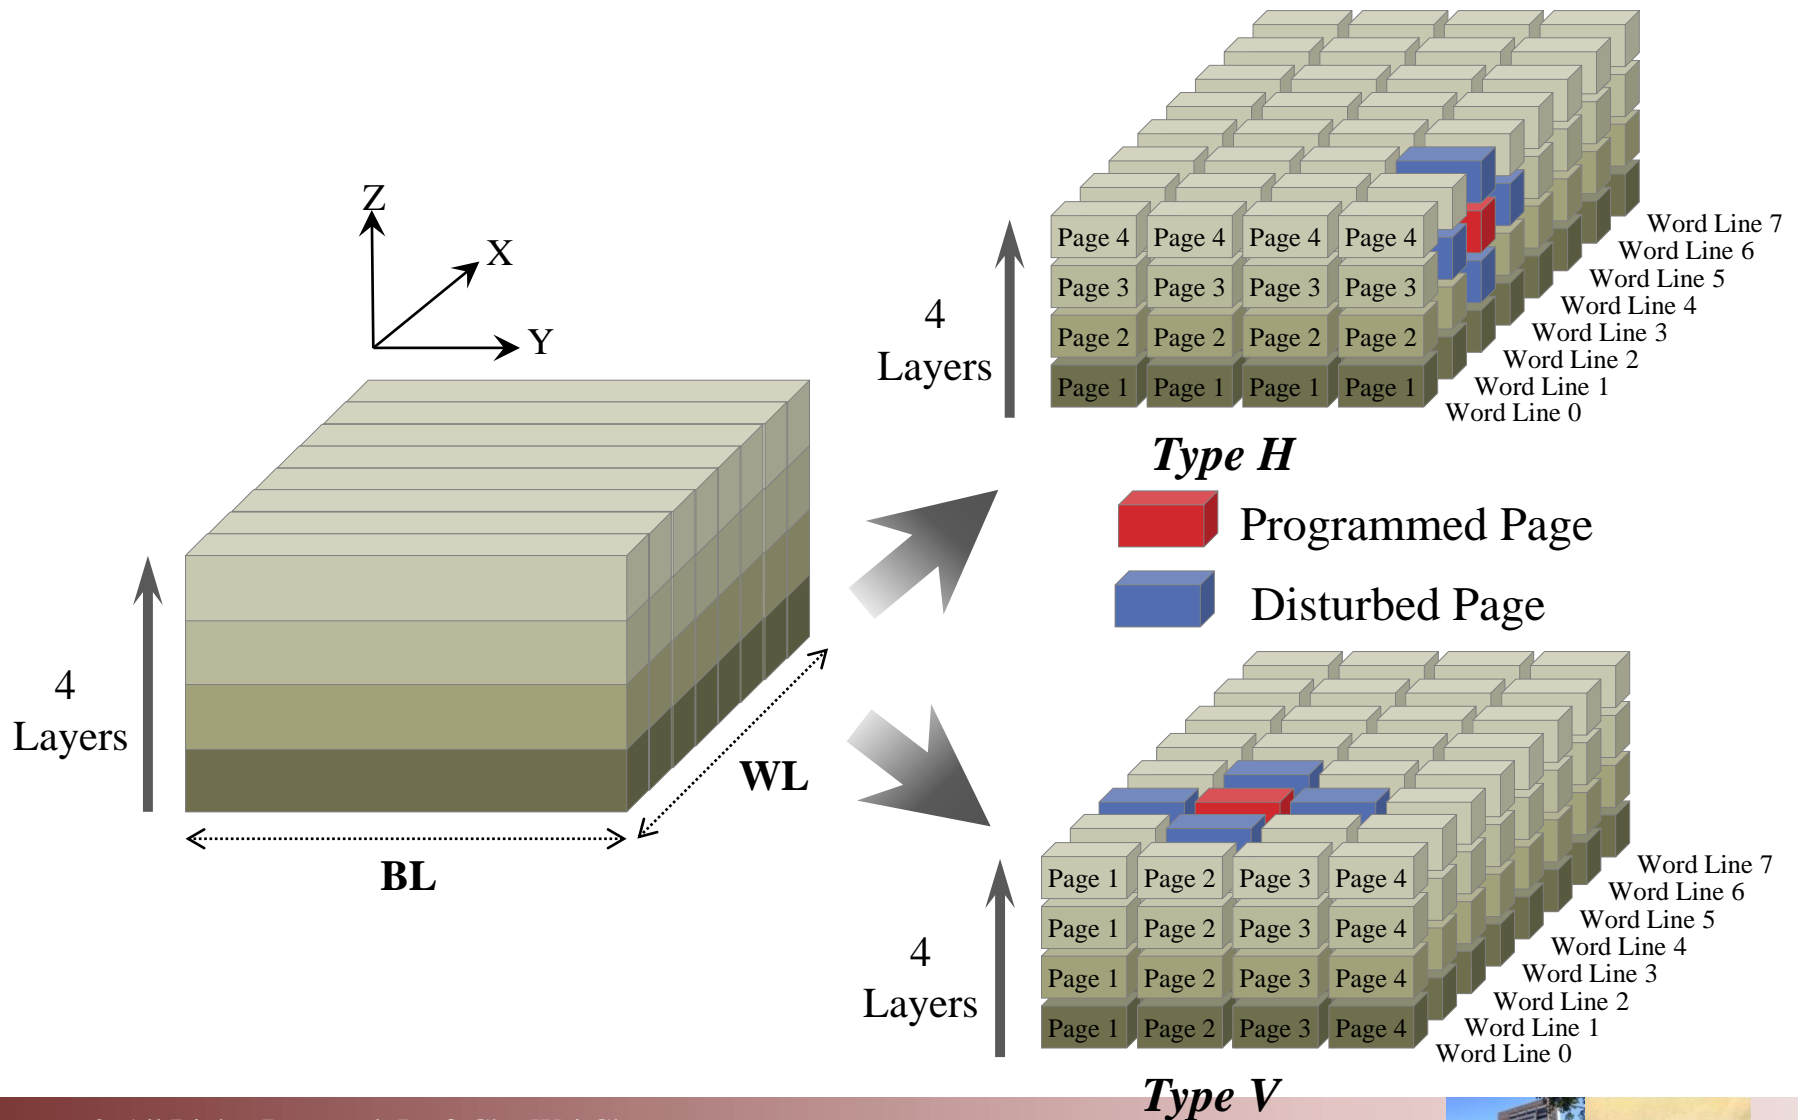 Z
X
Y
4
Layers
BL
WL
4
Layers
Page 4 Page 4 Page 4 Page 4
Page 3 Page 3 Page 3 Page 3
Page 2 Page 2 Page 2 Page 2
Page 1 Page 1 Page 1 Page 1
Word Line 7
Word Line 6
Word Line 5
Word Line 4
Word Line 3
Word Line 2
Word Line 1
Word Line 0
Type H
Programmed Page
Disturbed Page
4
Layers
Page 1 Page 2 Page 3 Page 4
Page 1 Page 2 Page 3 Page 4
Page 1 Page 2 Page 3 Page 4
Page 1 Page 2 Page 3 Page 4
Word Line 7
Word Line 6
Word Line 5
Word Line 4
Word Line 3
Word Line 2
Word Line 1
Word Line 0
Type V